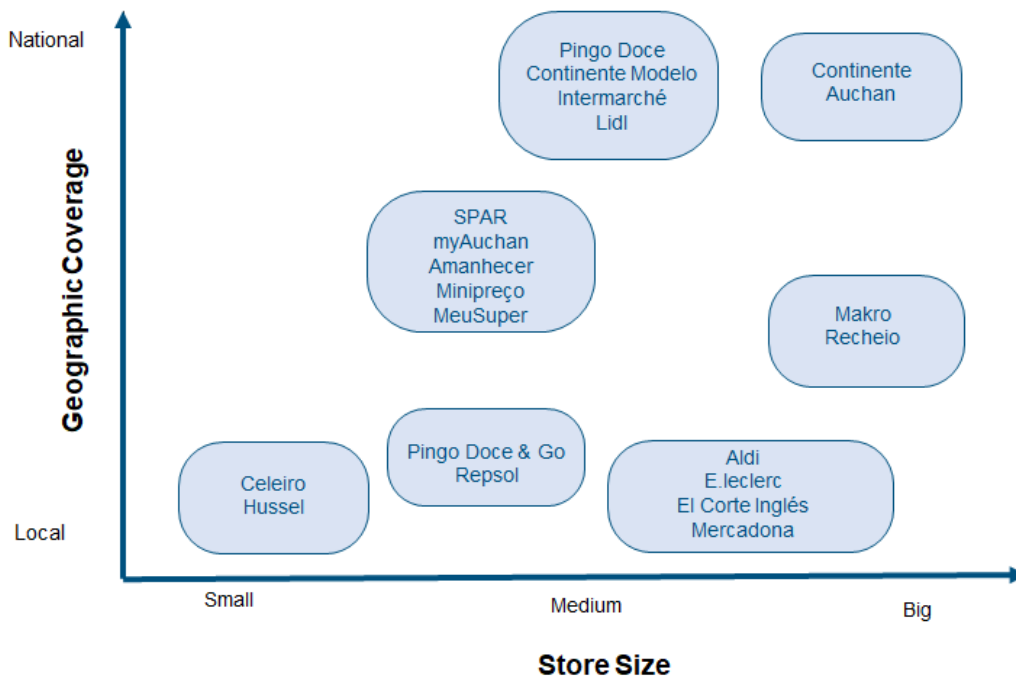 National
Pingo Doce
Continente Modelo
Intermarché
Lidl
Continente
Auchan
Geographic Coverage
SPAR
myAuchan
Amanhecer
Minipreço
MeuSuper
Makro
Recheio
Pingo Doce & Go
Repsol
Celeiro
Hussel
Aldi
E.leclerc
El Corte Inglés
Mercadona
Local
Small
Medium
Big
Store Size